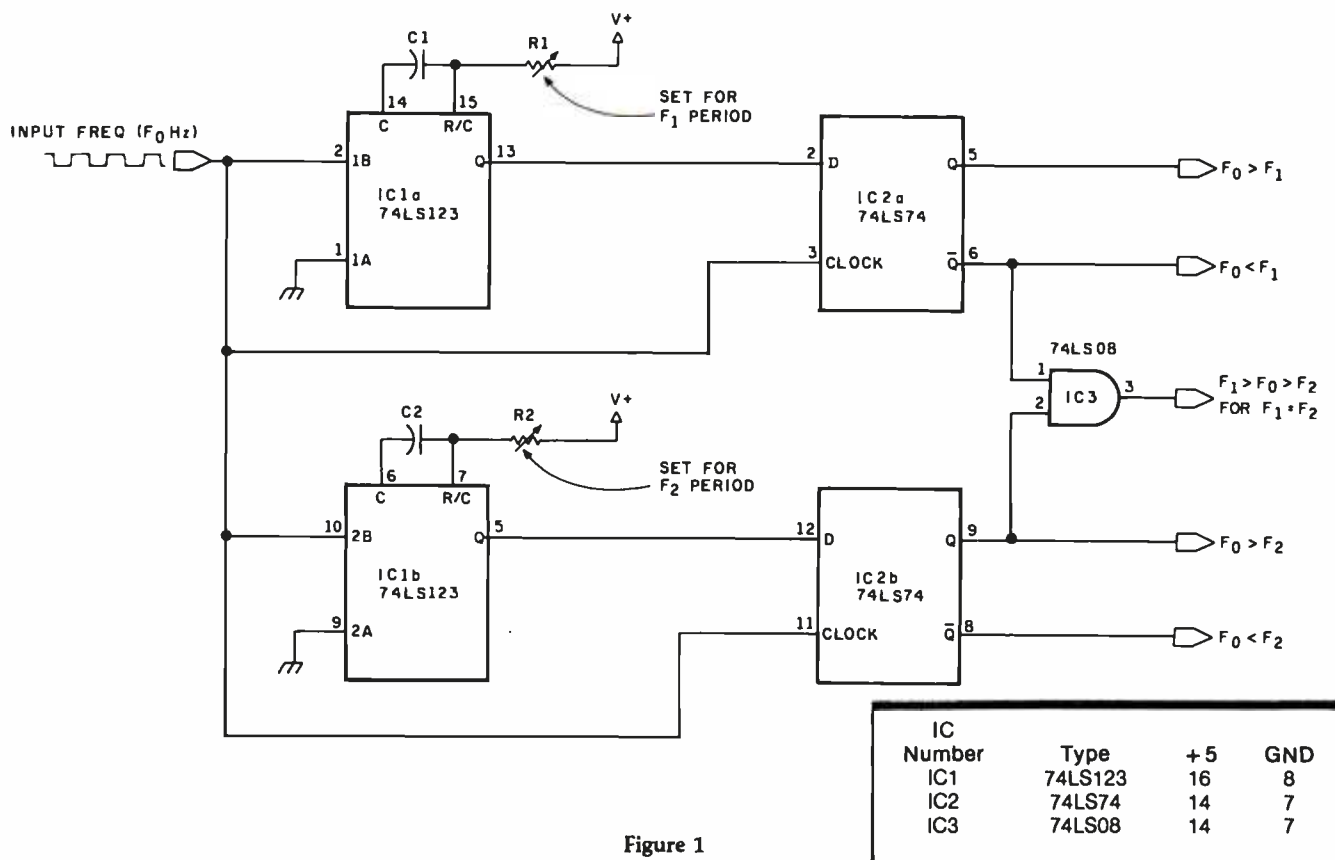 V+
C1
R1
14
15
C
R/C
SET FOR
F1 PERIOD
INPUT FREQ (F0 Hz)
2
1B
Q
13
IC1a
74LS123
1
1A
2
D
Q
5
F0 > F1
IC2a
74LS74
3
CLOCK
Q̅
6
F0 < F1
74LS08
1
2
IC3
3
F1 > F0 > F2
FOR F1 = F2
V+
C2
R2
6
7
C
R/C
SET FOR
F2 PERIOD
10
2B
Q
5
IC1b
74LS123
9
2A
12
D
Q
9
F0 > F2
IC2b
74LS74
11
CLOCK
Q̅
8
F0 < F2
IC
Number Type +5 GND
IC1 74LS123 16 8
IC2 74LS74 14 7
IC3 74LS08 14 7
Figure 1